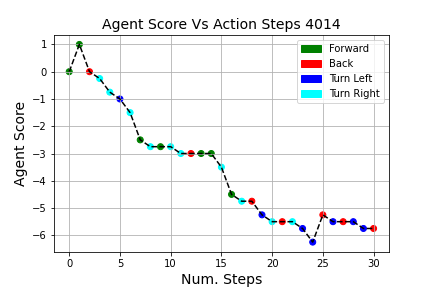 Agent Score Vs Action Steps 4014
Forward
Back
Turn Left
Turn Right
1
0
−1
−2
−3
−4
−5
−6
Agent Score
0 5 10 15 20 25 30
Num. Steps